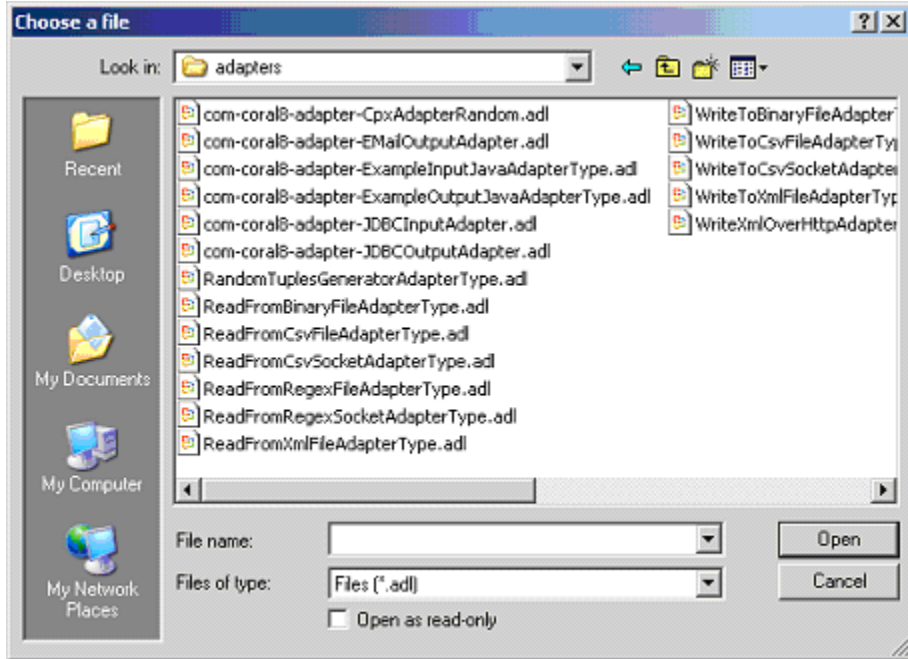 Choose a file
Look in:
adapters
Recent
Desktop
My Documents
My Computer
My Network
Places
com-coral8-adapter-CpxAdapterRandom.adl
com-coral8-adapter-EMailOutputAdapter.adl
com-coral8-adapter-ExampleInputJavaAdapterType.adl
com-coral8-adapter-ExampleOutputJavaAdapterType.adl
com-coral8-adapter-JDBCInputAdapter.adl
com-coral8-adapter-JDBCOutputAdapter.adl
RandomTuplesGeneratorAdapterType.adl
ReadFromBinaryFileAdapterType.adl
ReadFromCsvFileAdapterType.adl
ReadFromCsvSocketAdapterType.adl
ReadFromRegexFileAdapterType.adl
ReadFromRegexSocketAdapterType.adl
ReadFromXmlFileAdapterType.adl
WriteToBinaryFileAdapter
WriteToCsvFileAdapterTy
WriteToCsvSocketAdapter
WriteToXmlFileAdapterTyp
WriteXmlOverHttpAdapter
File name:
Open
Files of type:
Files (*.adl)
Cancel
Open as read-only